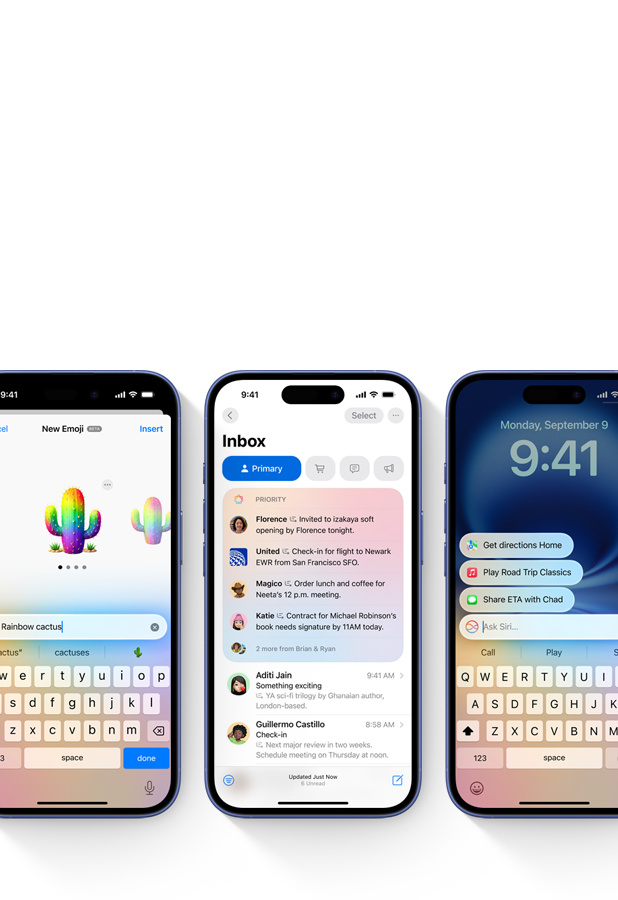 9:41
cel
New Emoji BETA
Insert
Rainbow cactus
actus"
cactuses
w e r t y u i o p
s d f g h j k l
z x c v b n m
3
space
done
9:41
Select
Inbox
Primary
PRIORITY
Florence Invited to izakaya soft
opening by Florence tonight.
United Check-in for flight to Newark
EWR from San Francisco SFO.
Magico Order lunch and coffee for
Neeta's 12 p.m. meeting.
Katie Contract for Michael Robinson's
book needs signature by 11AM today.
2 more from Brian & Ryan
Aditi Jain
9:41 AM
Something exciting
YA sci-fi trilogy by Ghanaian author,
London-based.
Guillermo Castillo
8:58 AM
Check-in
Next major review in two weeks.
Schedule meeting on Thursday at noon.
Updated Just Now
6 Unread
Monday, September 9
9:41
Get directions Home
Play Road Trip Classics
Share ETA with Chad
Ask Siri...
Call
Play
S
Q W E R T Y U I
A S D F G H J K
Z X C V B N M
123
space